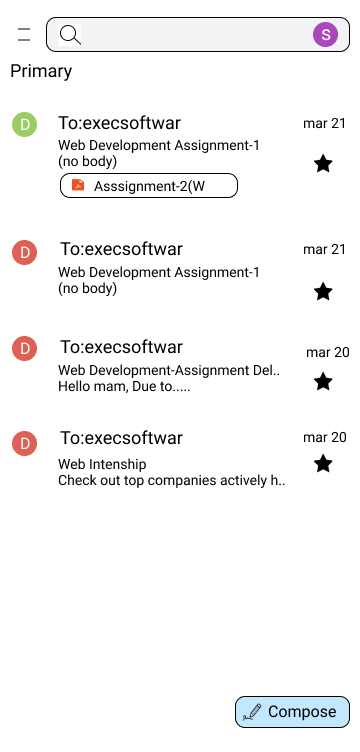 S
Primary
D
To:execsoftwar
mar 21
Web Development Assignment-1
(no body)
Asssignment-2(W
D
To:execsoftwar
mar 21
Web Development Assignment-1
(no body)
D
To:execsoftwar
mar 20
Web Development-Assignment Del..
Hello mam, Due to.....
D
To:execsoftwar
mar 20
Web Intenship
Check out top companies actively h..
Compose